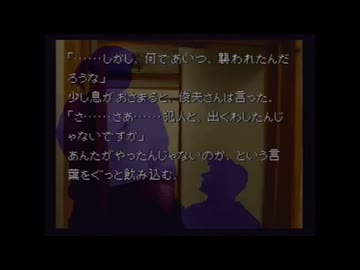 「……しかし、何であいつ、襲われたんだ
ろうな」
少し息がおさまると、俊夫さんは言った。
「さ……さあ……犯人と、出くわしたんじ
ゃないですか」
あんたがやったんじゃないのか、という言
葉をぐっと飲み込む。